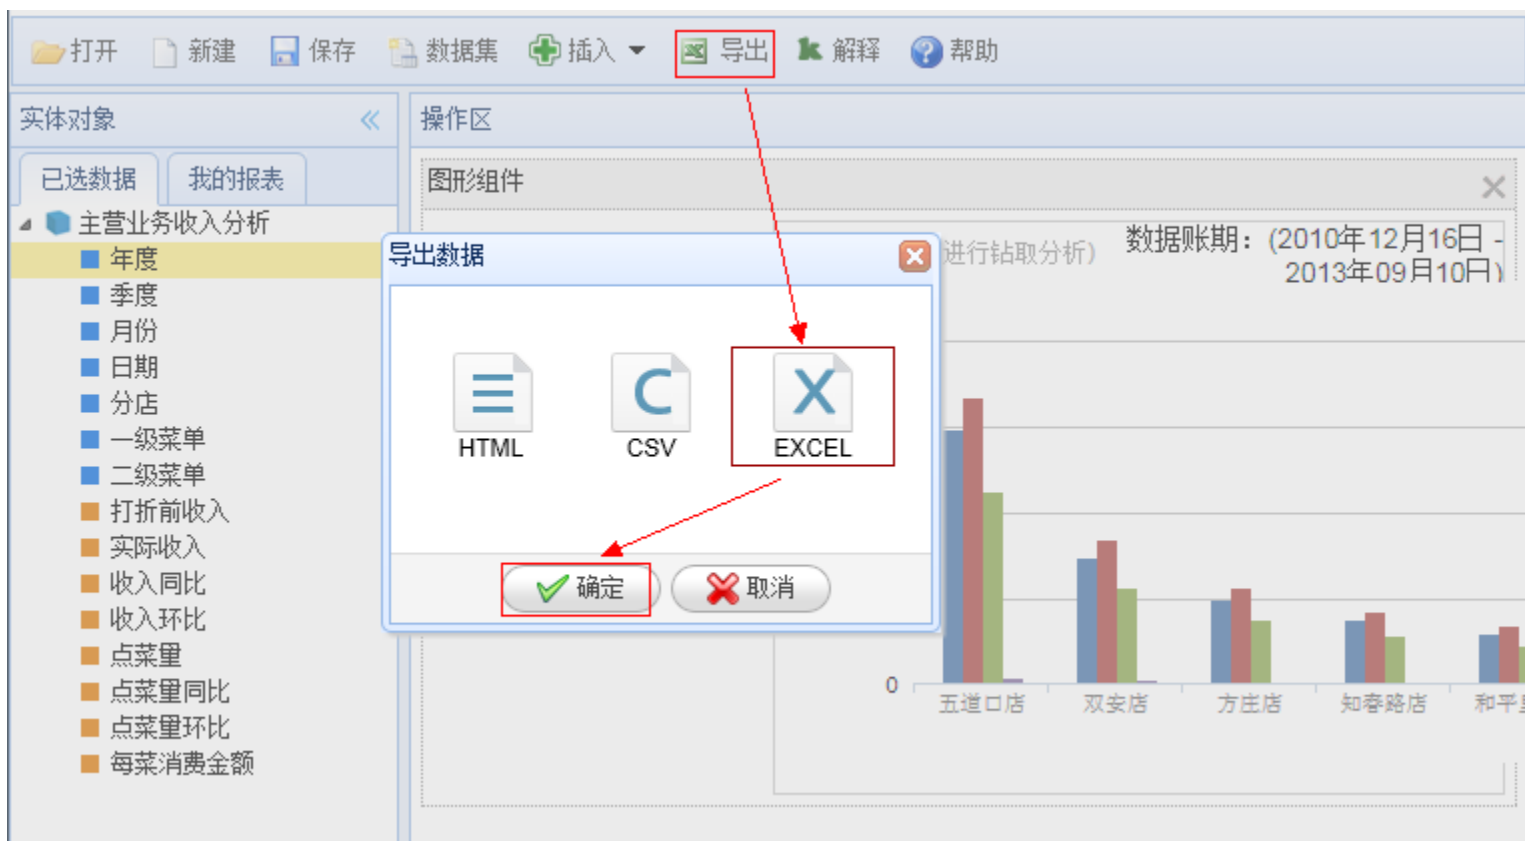 打开 新建 保存 数据集 插入 导出 解释 帮助
实体对象
操作区
已选数据 我的报表
图形组件
主营业务收入分析
年度
季度
月份
日期
分店
一级菜单
二级菜单
打折前收入
实际收入
收入同比
收入环比
点菜量
点菜量同比
点菜量环比
每菜消费金额
进行钻取分析)
数据账期: (2010年12月16日 -
2013年09月10日)
导出数据
HTML CSV EXCEL
确定 取消
0
五道口店 双安店 方庄店 知春路店 和平